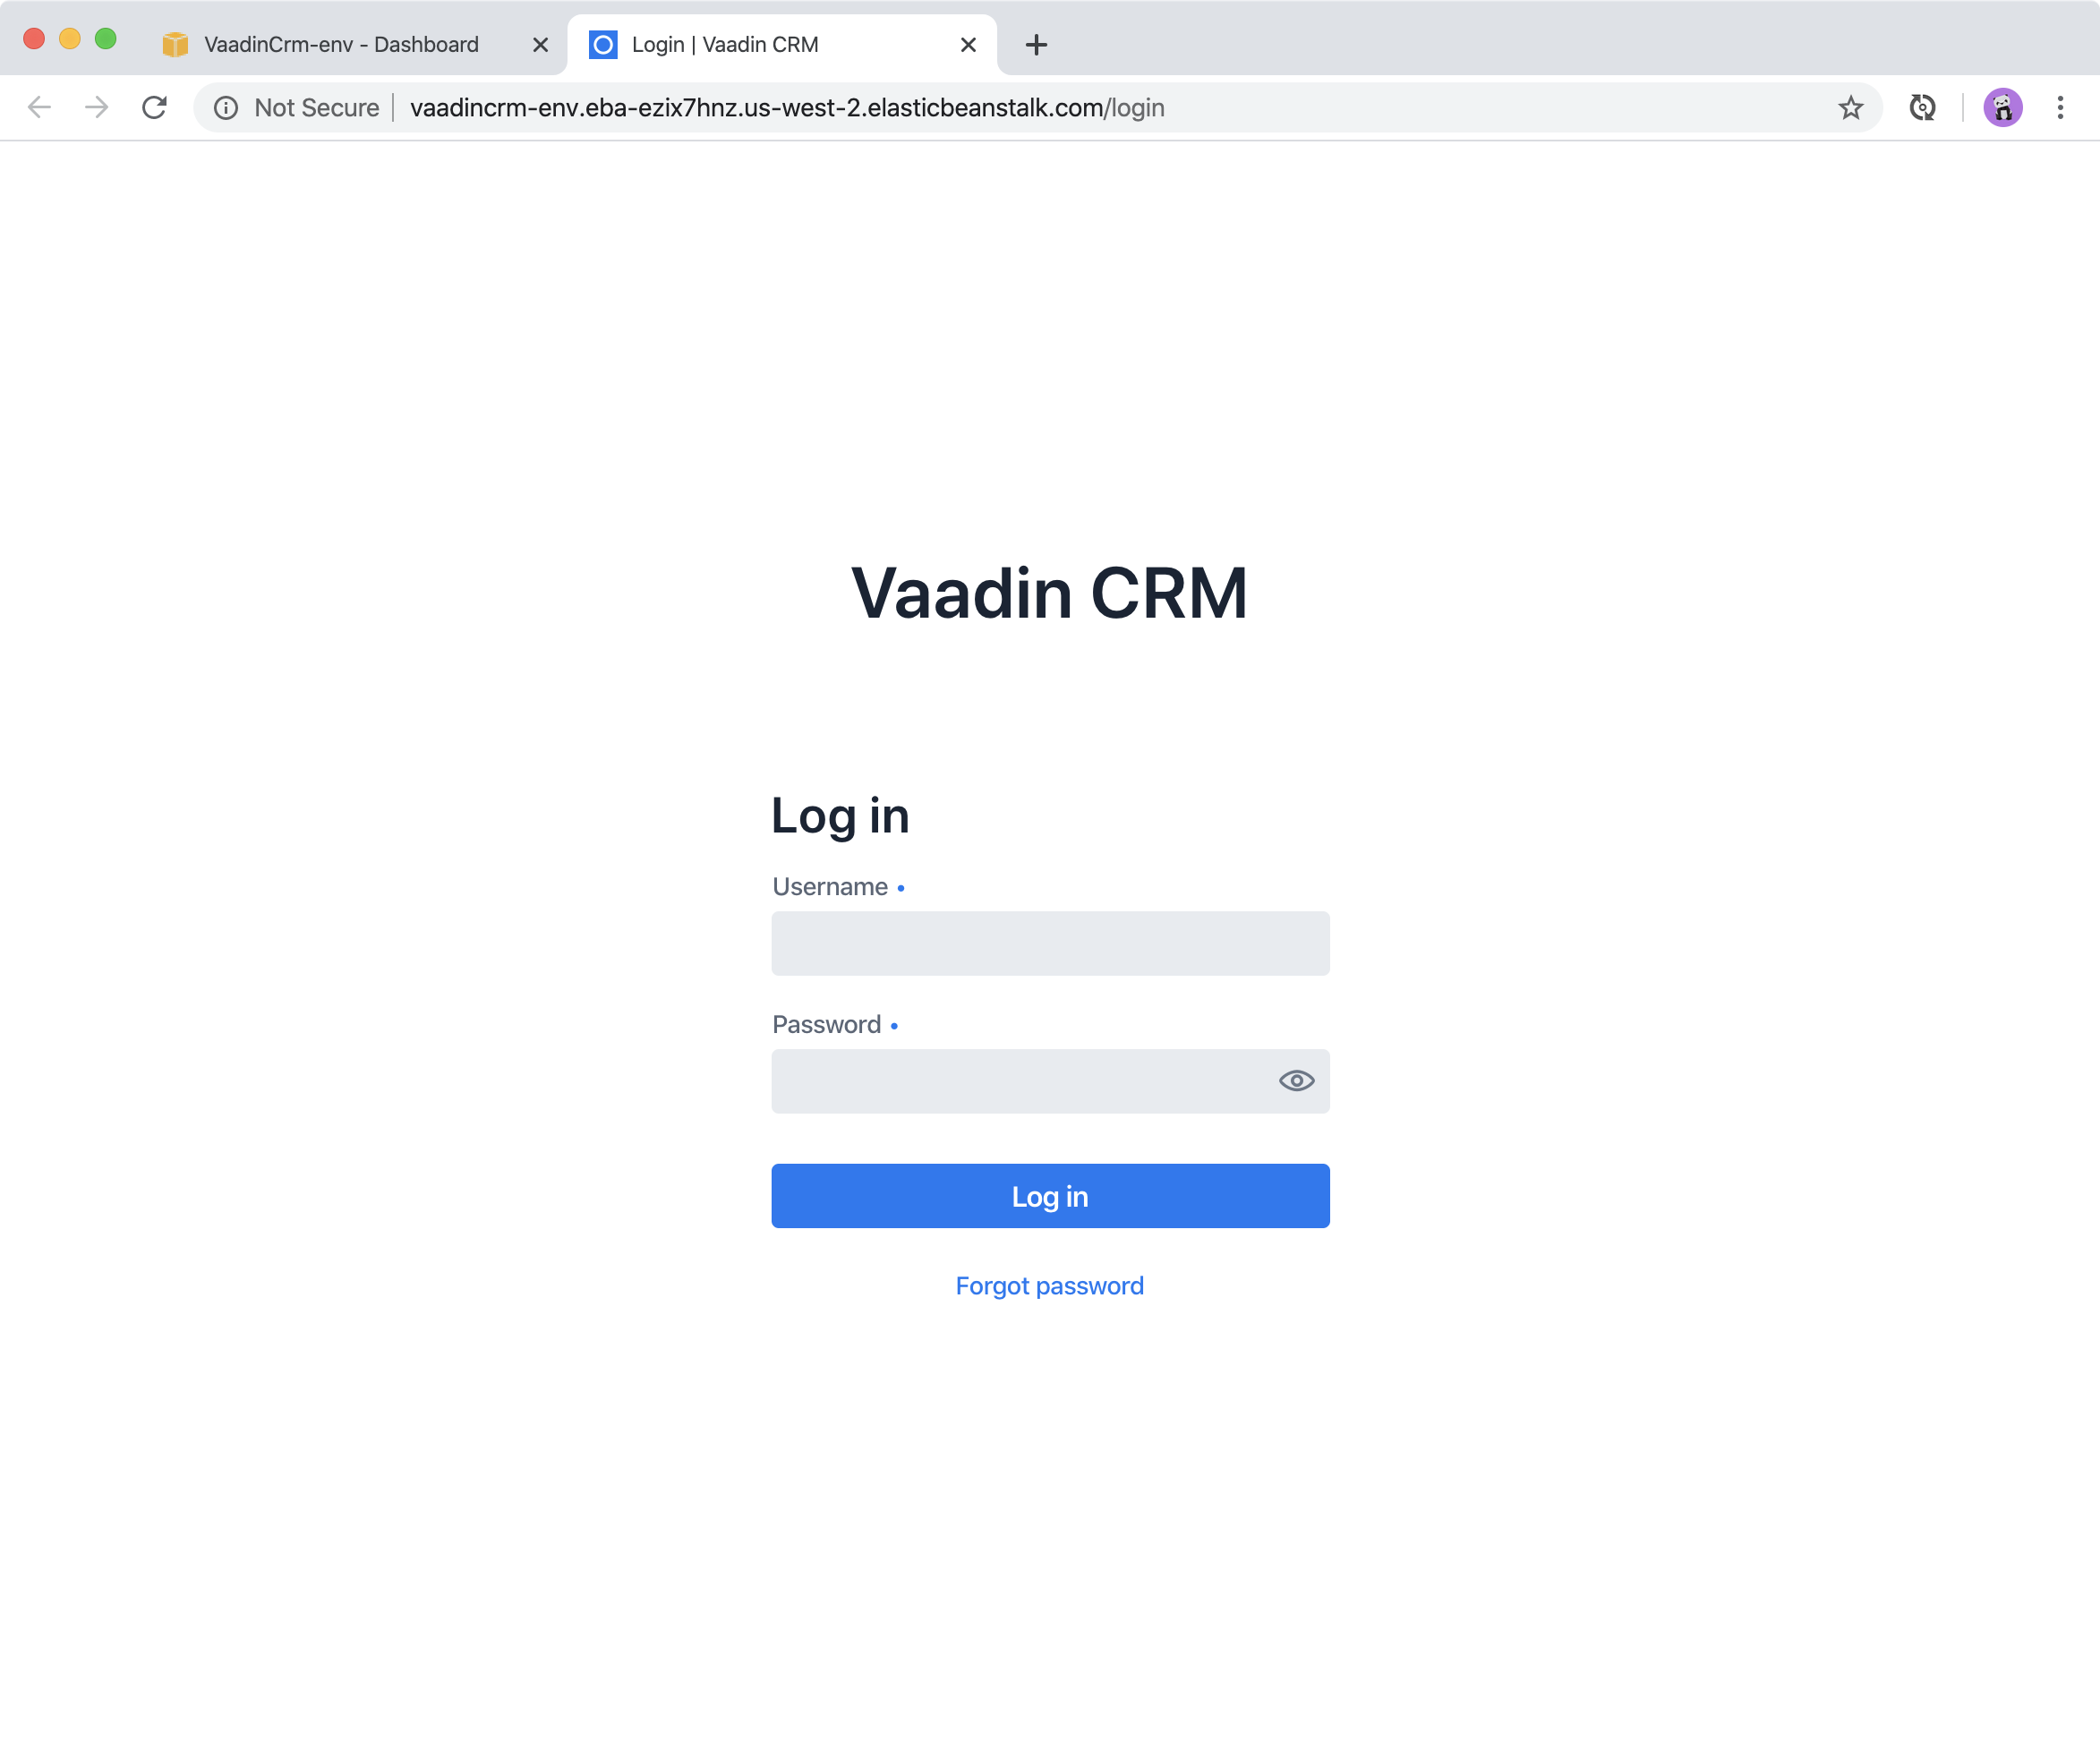 VaadinCrm-env - Dashboard
Login | Vaadin CRM
Not Secure | vaadincrm-env.eba-ezix7hnz.us-west-2.elasticbeanstalk.com/login
Vaadin CRM
Log in
Username •
Password •
Log in
Forgot password